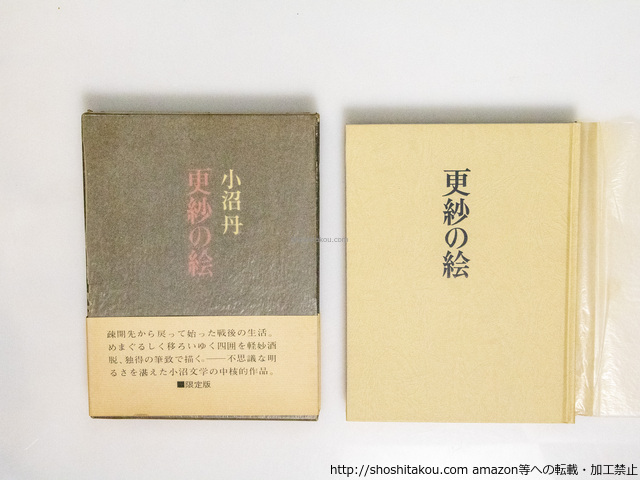 小沼丹
更紗の絵
疎開先から戻って始った戦後の生活。
めまぐるしく移ろいゆく四囲を軽妙洒
脱、独得の筆致で描く。――不思議な明
るさを湛えた小沼文学の中核的作品。
■限定版
更紗の絵
http://shoshitakou.com amazon等への転載・加工禁止